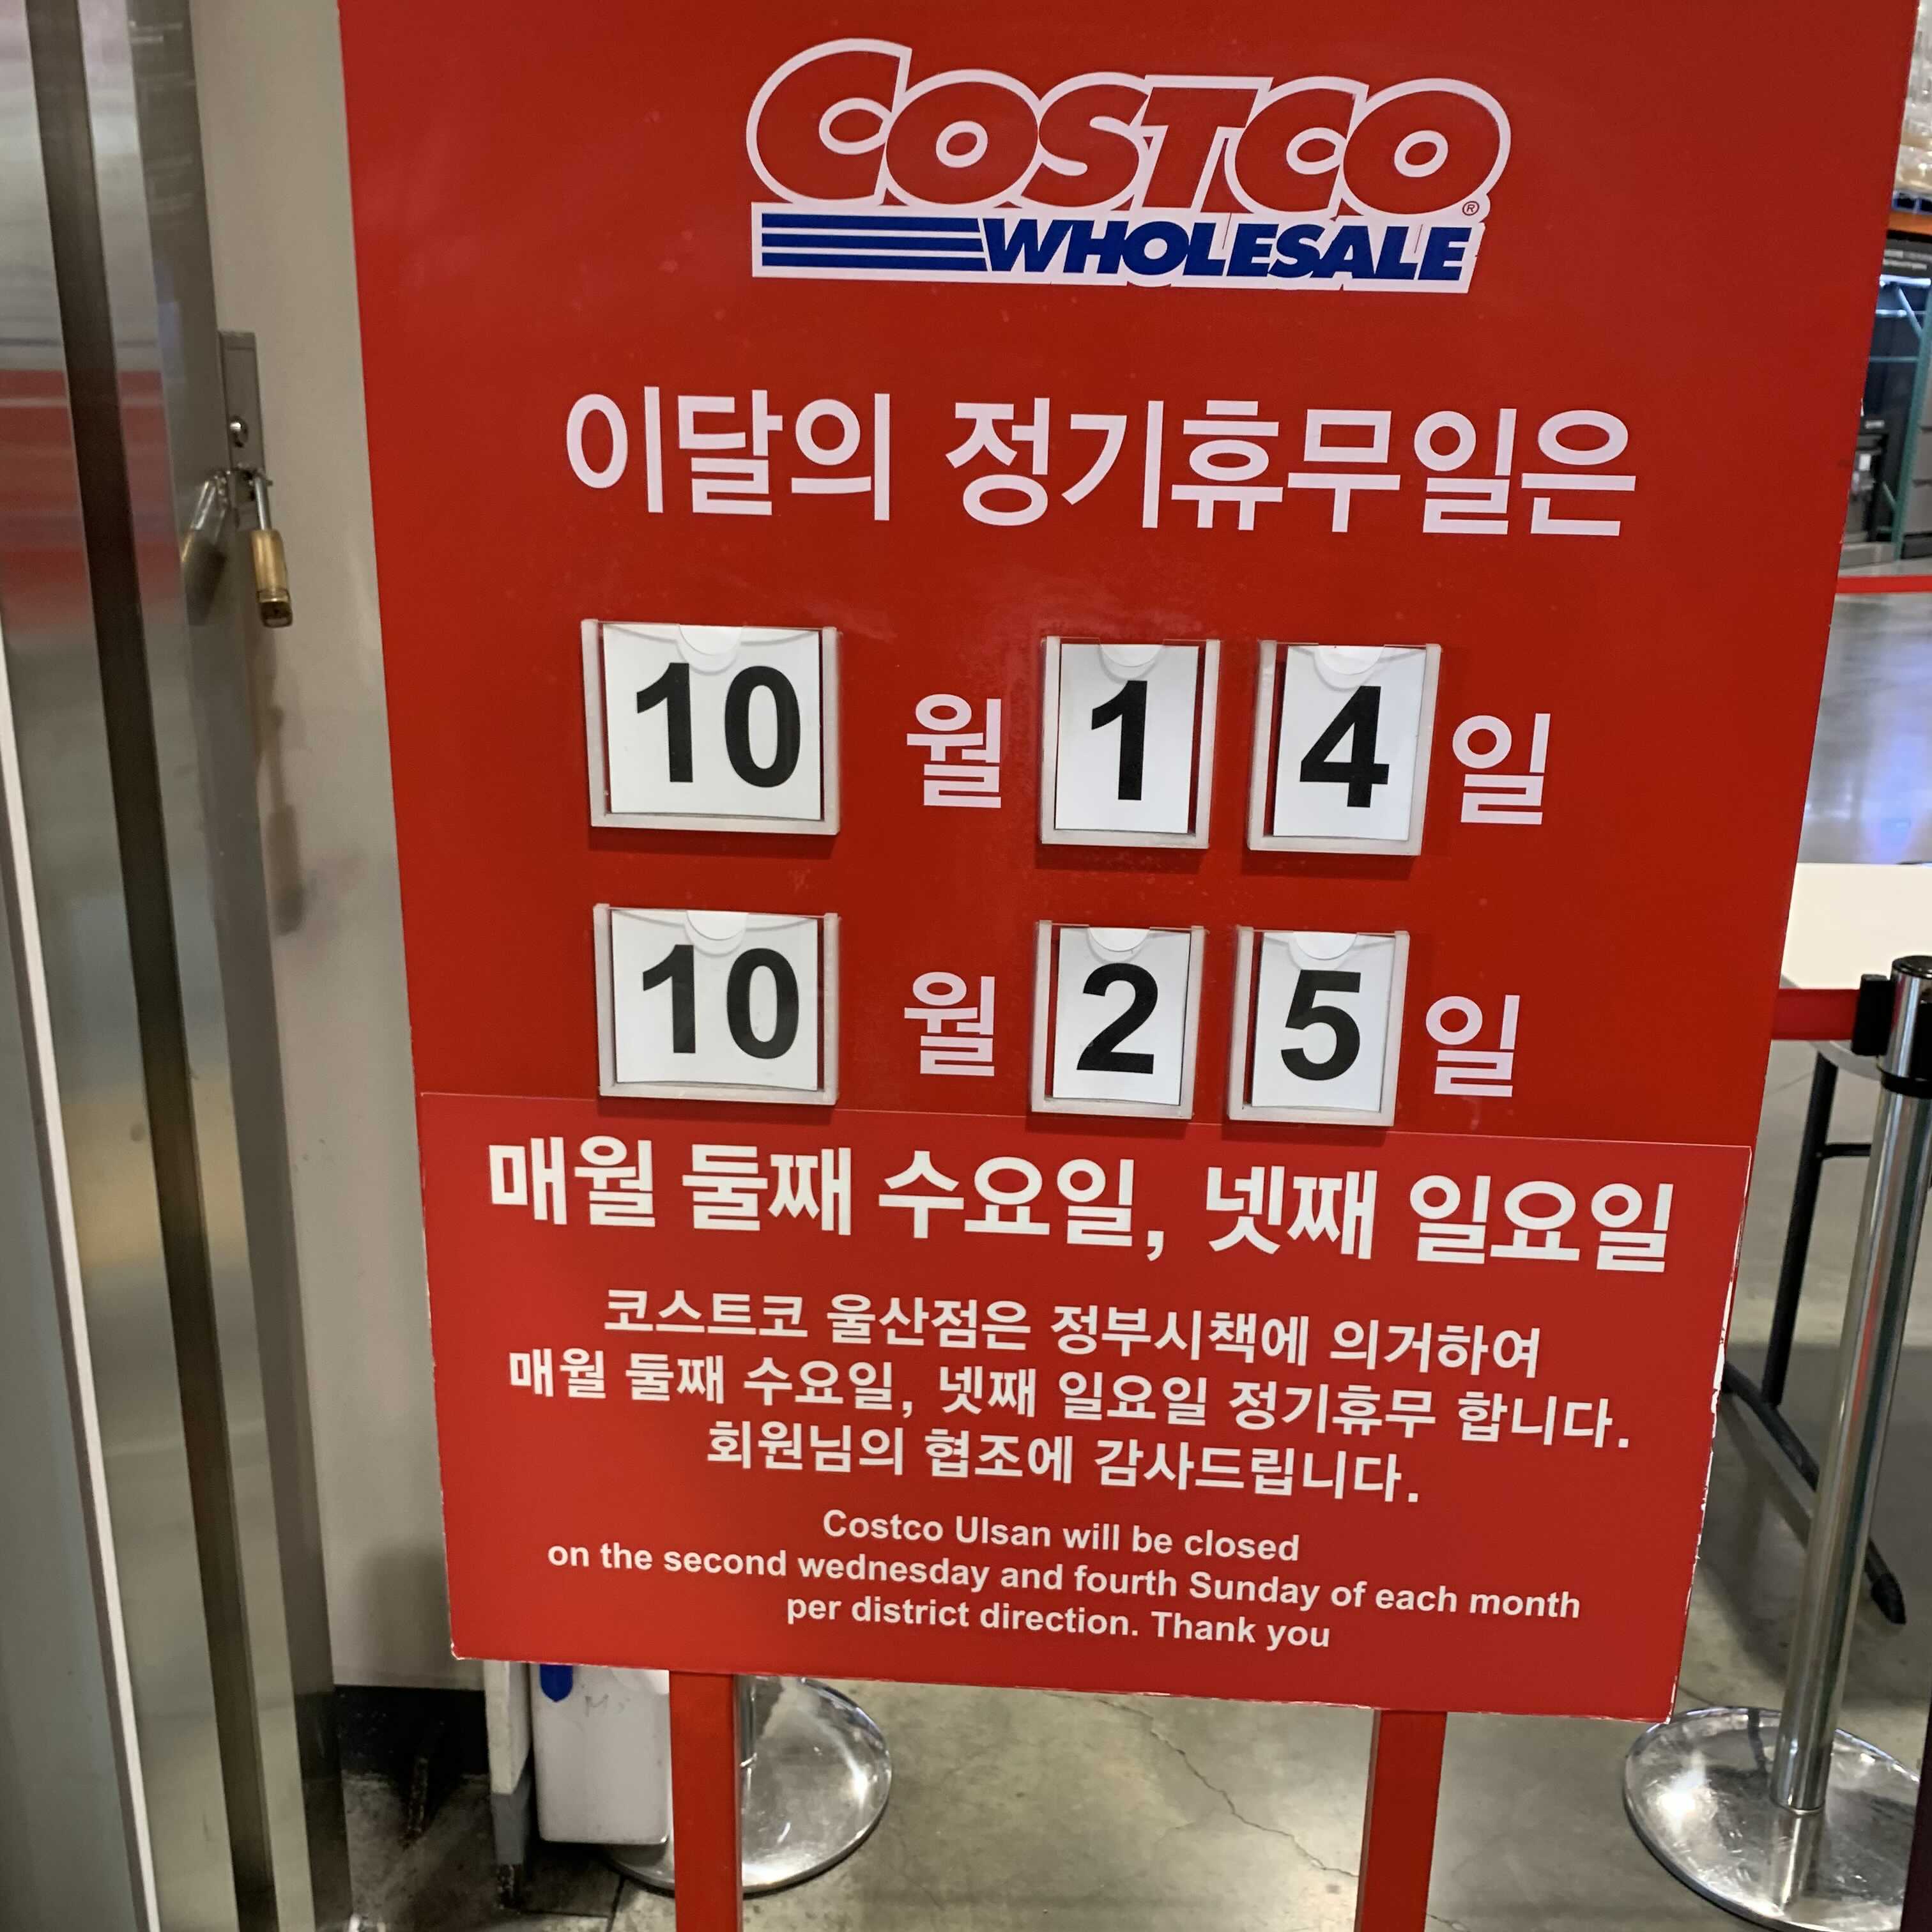 COSTCO
WHOLESALE
이달의 정기휴무일은
10 월 1 4 일
10 월 2 5 일
매월 둘째 수요일, 넷째 일요일
코스트코 울산점은 정부시책에 의거하여
매월 둘째 수요일, 넷째 일요일 정기휴무 합니다.
회원님의 협조에 감사드립니다.
Costco Ulsan will be closed
on the second wednesday and fourth Sunday of each month
per district direction. Thank you